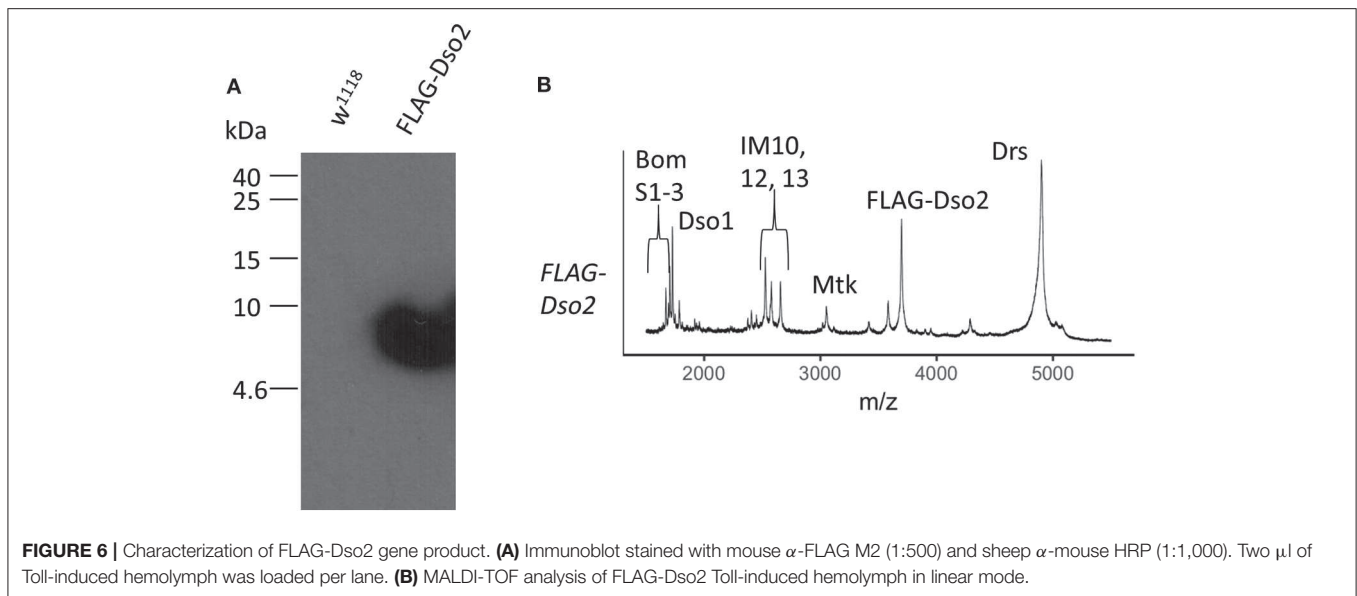 A
w1118
FLAG-Dso2
kDa
40
25
15
10
4.6
B
Bom
S1-3
Dso1
IM10,
12, 13
Mtk
FLAG-Dso2
Drs
FLAG-
Dso2
2000 3000 4000 5000
m/z
FIGURE 6 | Characterization of FLAG-Dso2 gene product. (A) Immunoblot stained with mouse α-FLAG M2 (1:500) and sheep α-mouse HRP (1:1,000). Two μl of
Toll-induced hemolymph was loaded per lane. (B) MALDI-TOF analysis of FLAG-Dso2 Toll-induced hemolymph in linear mode.